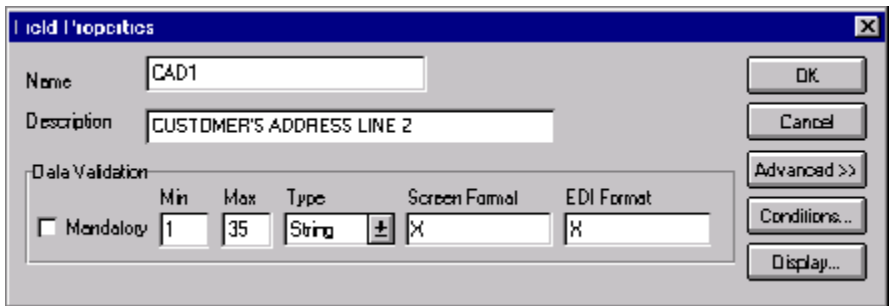 Field Properties
Name CAD1 OK
Description CUSTOMER'S ADDRESS LINE 2 Cancel
Data Validation Advanced >>
Min Max Type Screen Format EDI Format
Mandatory 1 35 String X X Conditions...
Display...